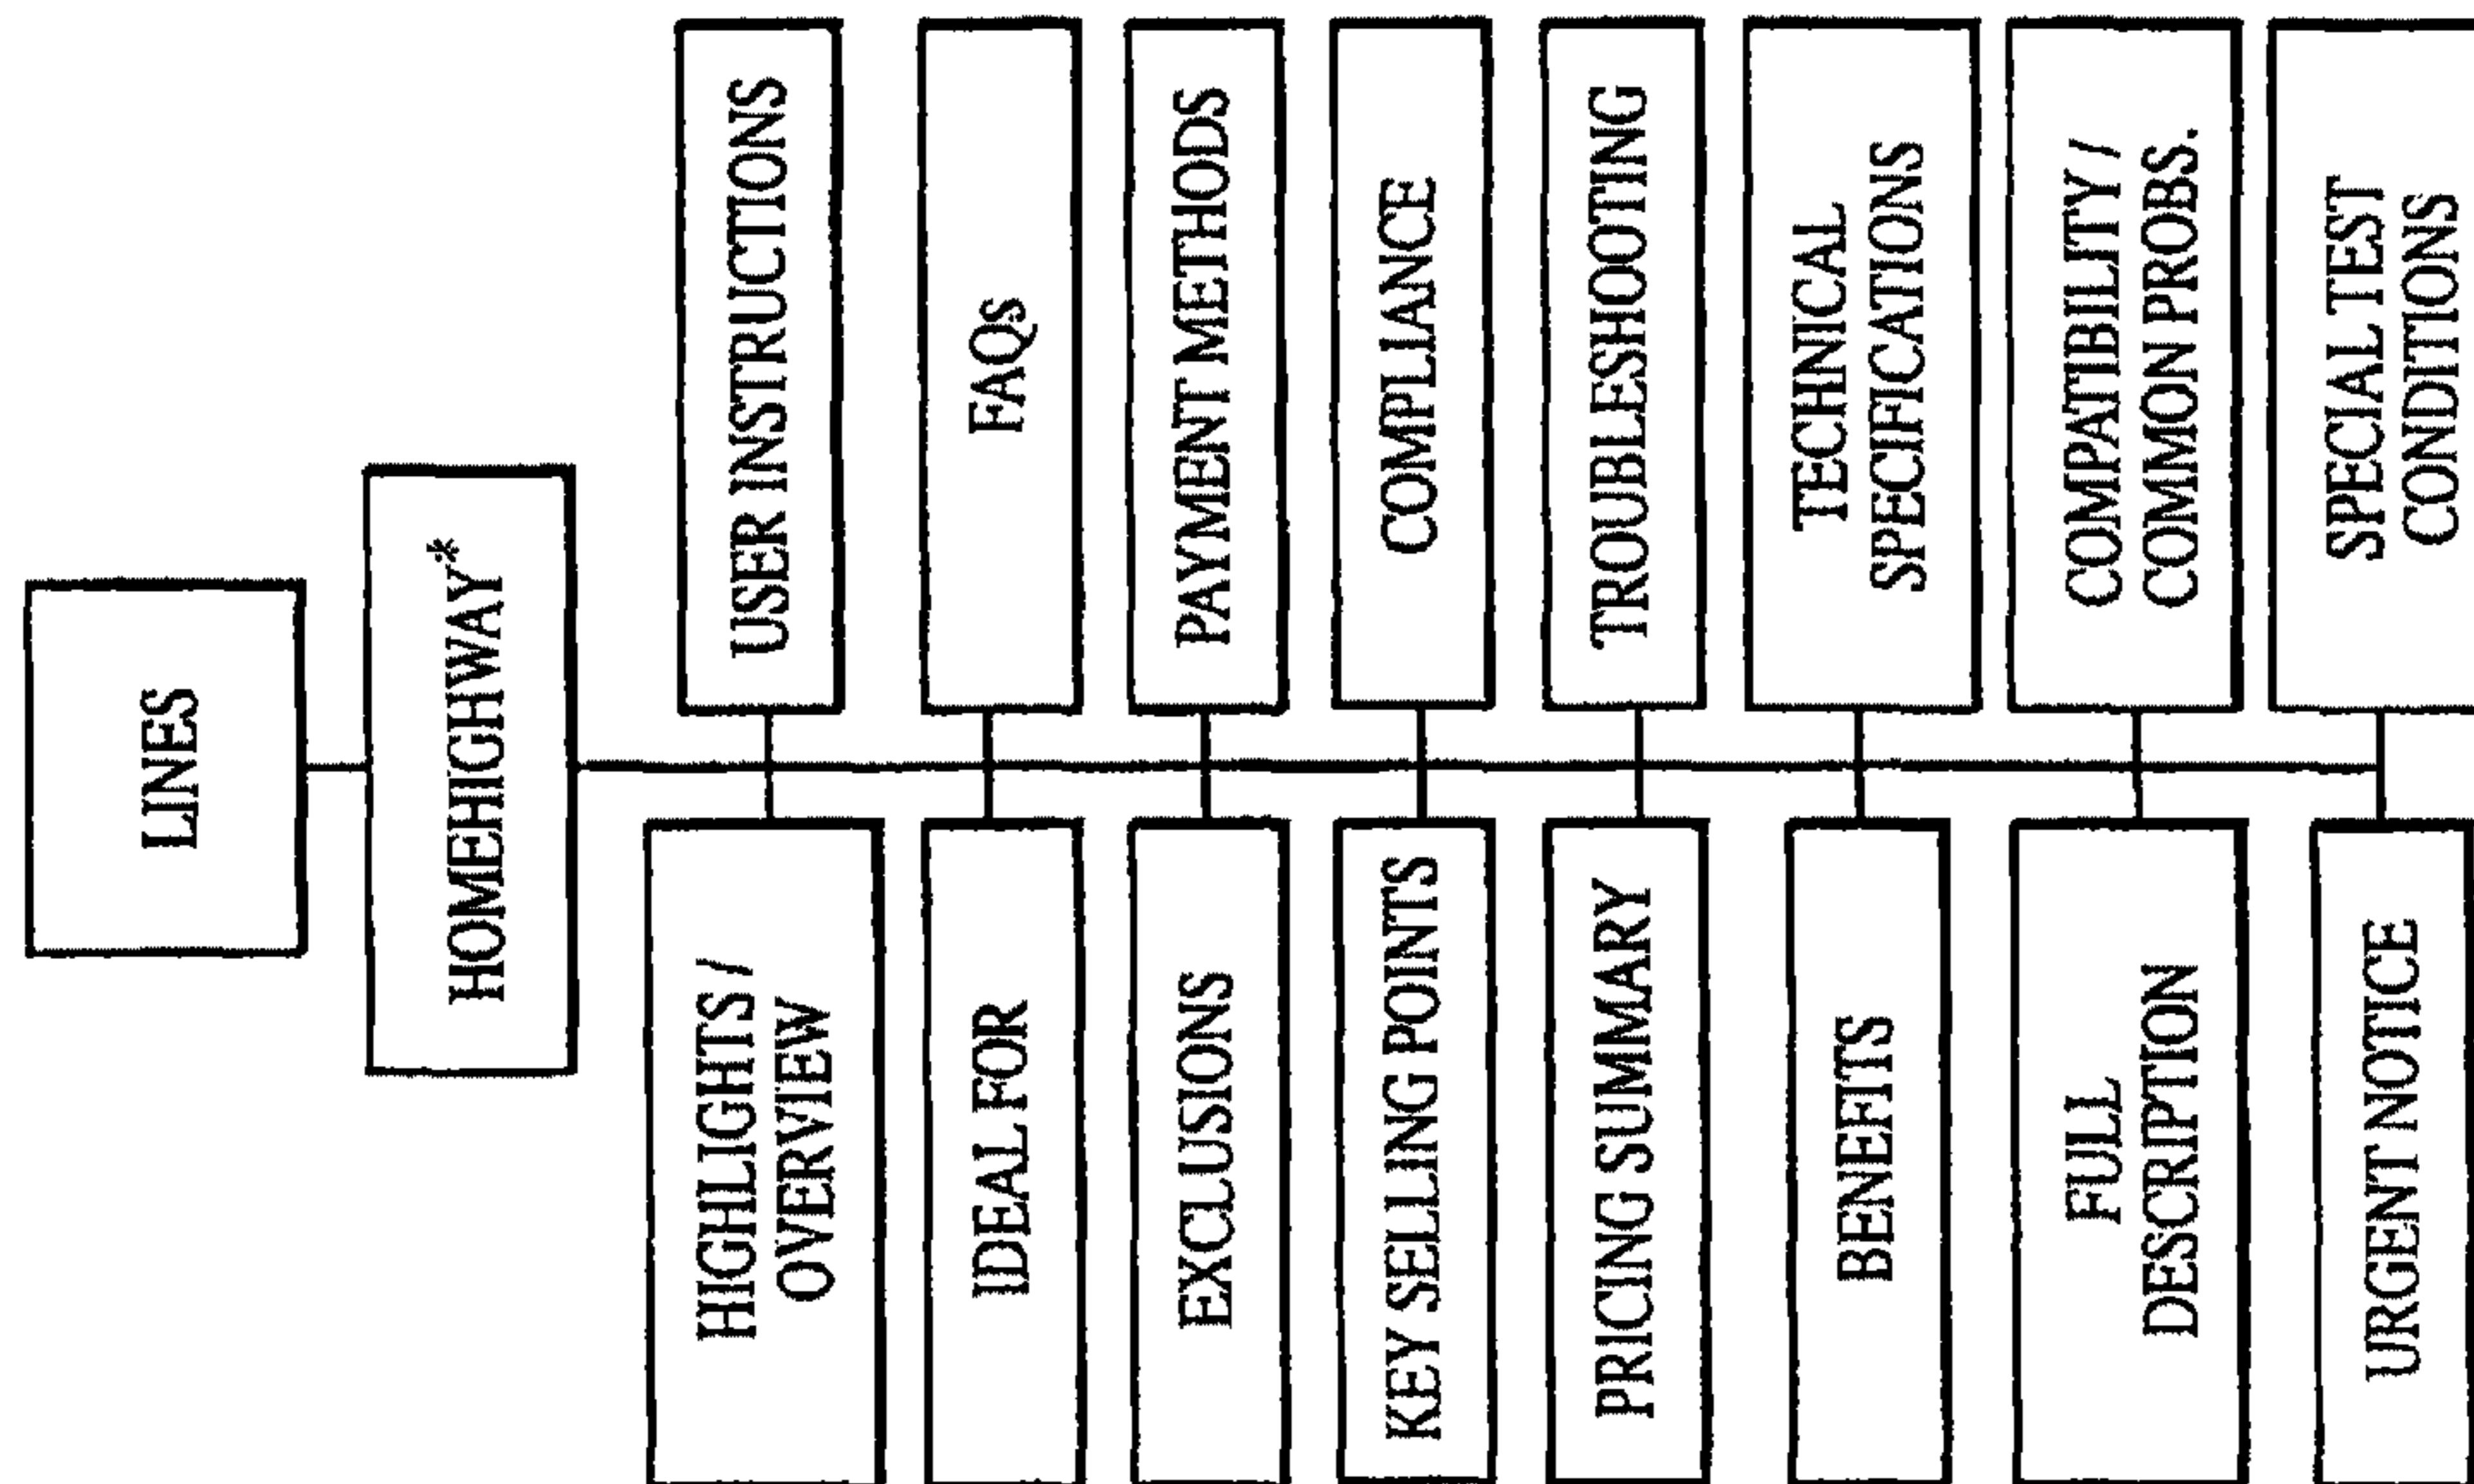 LINES
HOMEHIGHWAY*
HIGHLIGHTS /
OVERVIEW
USER INSTRUCTIONS
IDEAL FOR
FAQs
EXCLUSIONS
PAYMENT METHODS
KEY SELLING POINTS
COMPLIANCE
PRICING SUMMARY
TROUBLESHOOTING
BENEFITS
TECHNICAL
SPECIFICATIONS
FULL
DESCRIPTION
COMPATIBILITY /
COMMON PROBS.
URGENT NOTICE
SPECIAL TEST
CONDITIONS